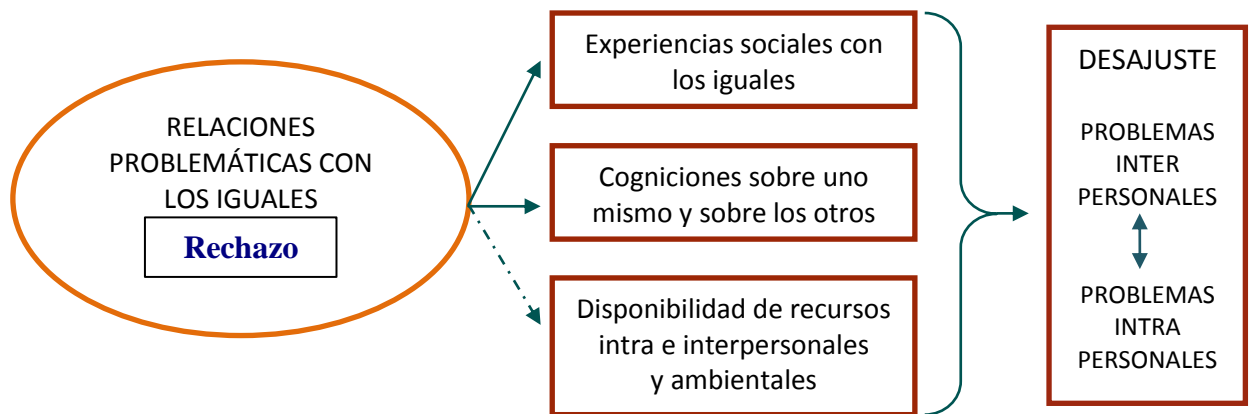 RELACIONES
PROBLEMÁTICAS CON
LOS IGUALES
Rechazo
Experiencias sociales con
los iguales
Cogniciones sobre uno
mismo y sobre los otros
Disponibilidad de recursos
intra e interpersonales
y ambientales
DESAJUSTE
PROBLEMAS
INTER
PERSONALES
PROBLEMAS
INTRA
PERSONALES